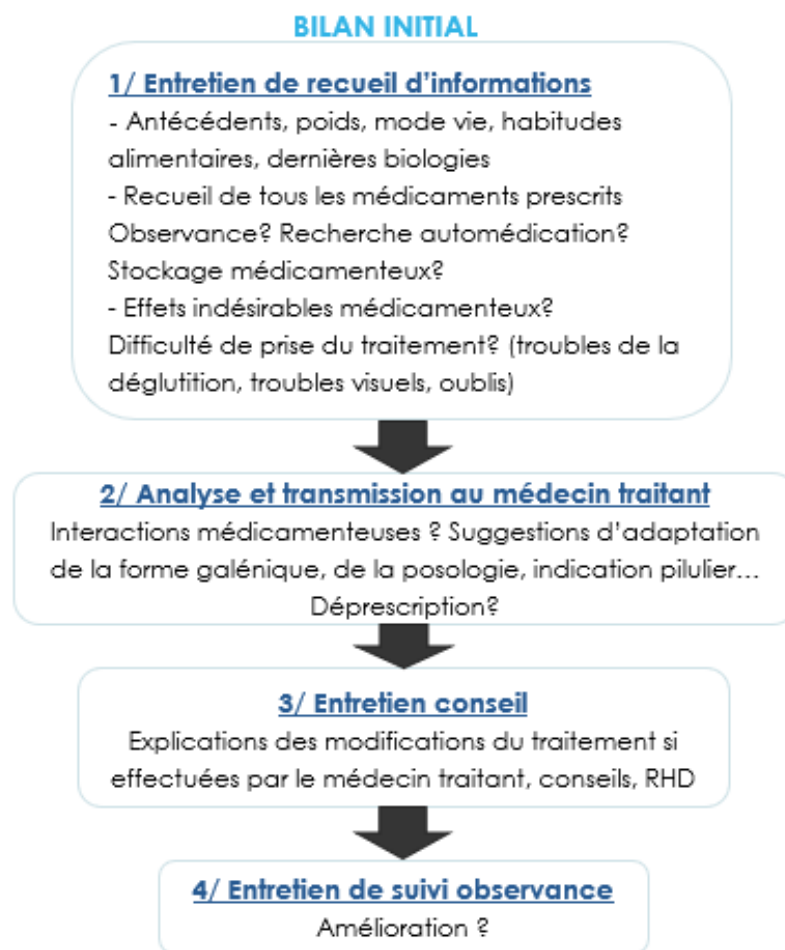 BILAN INITIAL
1/ Entretien de recueil d'informations
- Antécédents, poids, mode vie, habitudes
alimentaires, dernières biologies
- Recueil de tous les médicaments prescrits
Observance? Recherche automédication?
Stockage médicamenteux?
- Effets indésirables médicamenteux?
Difficulté de prise du traitement? (troubles de la
déglutition, troubles visuels, oublis)
2/ Analyse et transmission au médecin traitant
Interactions médicamenteuses ? Suggestions d'adaptation
de la forme galénique, de la posologie, indication pilulier...
Déprescription?
3/ Entretien conseil
Explications des modifications du traitement si
effectuées par le médecin traitant, conseils, RHD
4/ Entretien de suivi observance
Amélioration ?